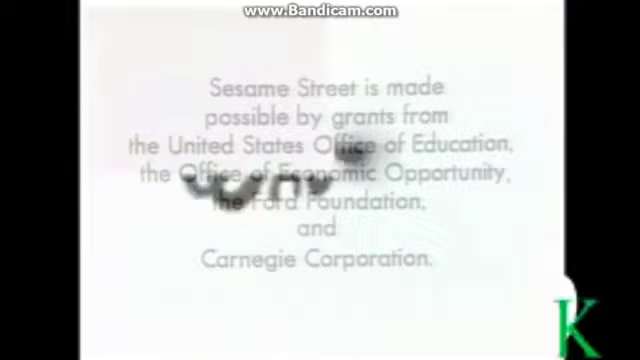 www.Bandicam.com
Sesame Street is made
possible by grants from
the United States Office of Education,
the Office of Economic Opportunity,
the Ford Foundation,
and
Carnegie Corporation.
K